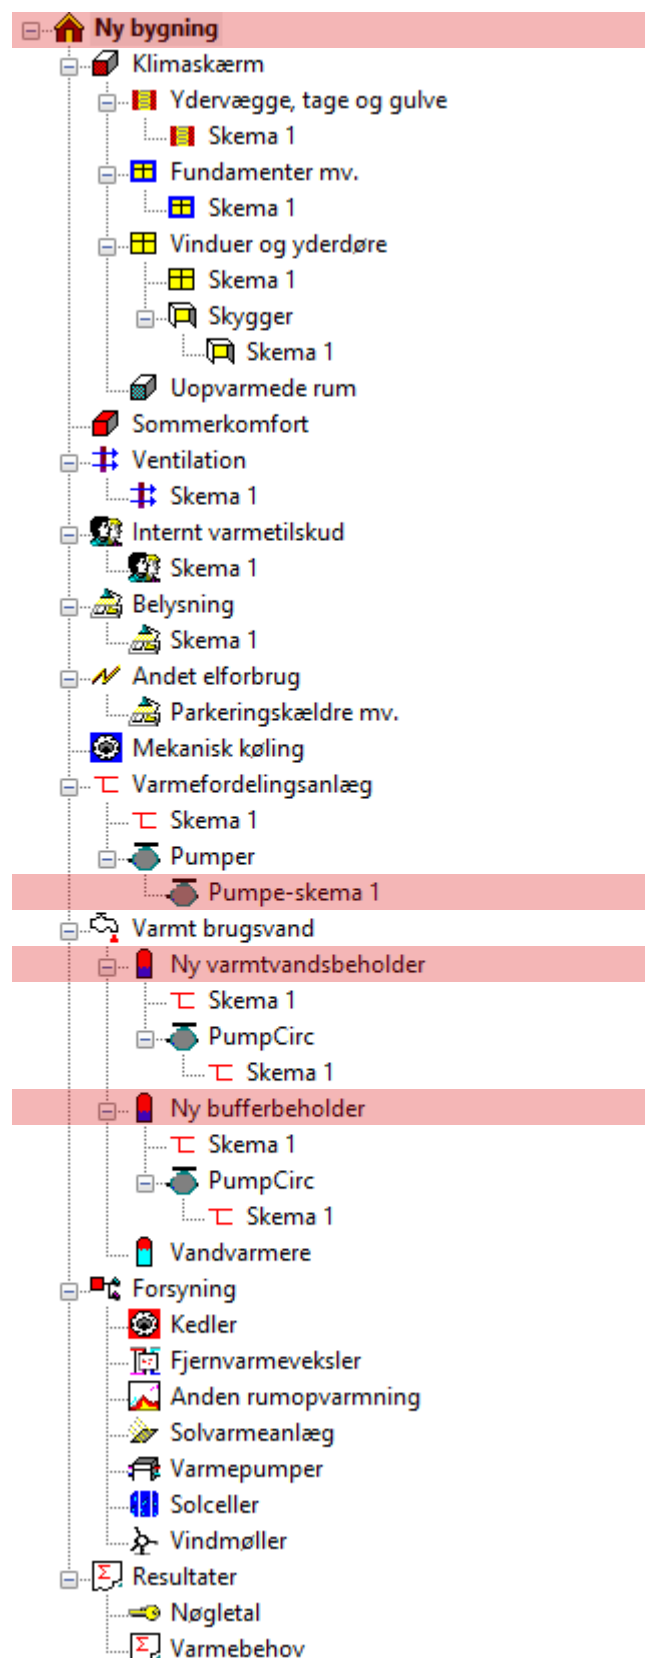 Ny bygning
Klimaskærm
Ydervægge, tage og gulve
Skema 1
Fundamenter mv.
Skema 1
Vinduer og yderdøre
Skema 1
Skygger
Skema 1
Uopvarmede rum
Sommerkomfort
Ventilation
Skema 1
Internt varmetilskud
Skema 1
Belysning
Skema 1
Andet elforbrug
Parkeringskældre mv.
Mekanisk køling
Varmefordelingsanlæg
Skema 1
Pumper
Pumpe-skema 1
Varmt brugsvand
Ny varmtvandsbeholder
Skema 1
PumpCirc
Skema 1
Ny bufferbeholder
Skema 1
PumpCirc
Skema 1
Vandvarmere
Forsyning
Kedler
Fjernvarmeveksler
Anden rumopvarmning
Solvarmeanlæg
Varmepumper
Solceller
Vindmøller
Resultater
Nøgletal
Varmebehov